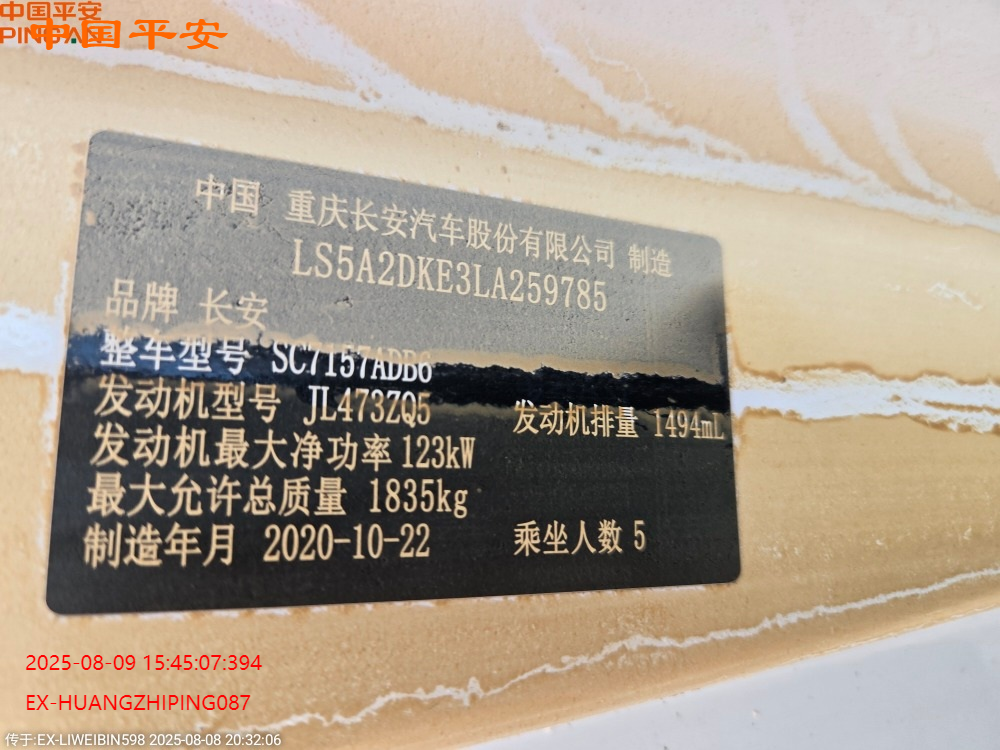 中国平安
PINGAN
中国平安
中国 重庆长安汽车股份有限公司 制造
LS5A2DKE3LA259785
品牌 长安
整车型号 SC7157ADB6
发动机型号 JL473ZQ5 发动机排量 1494mL
发动机最大净功率 123kW
最大允许总质量 1835kg
制造年月 2020-10-22 乘坐人数 5
2025-08-09 15:45:07:394
EX-HUANGZHIPING087
传于:EX-LIWEIBIN598 2025-08-08 20:32:06